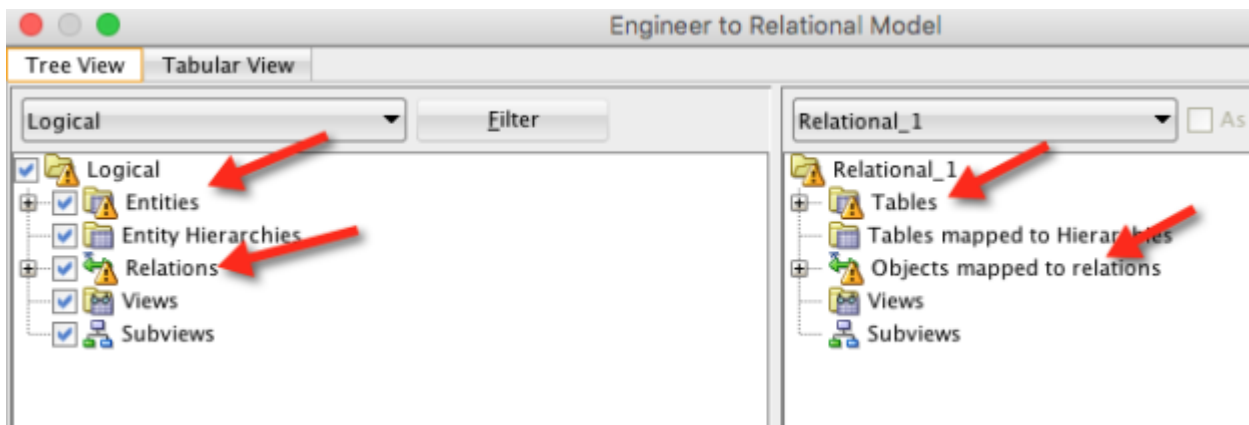 Engineer to Relational Model
Tree View Tabular View
Logical Filter
Logical
Entities
Entity Hierarchies
Relations
Views
Subviews
Relational_1 As
Relational_1
Tables
Tables mapped to Hierarchies
Objects mapped to relations
Views
Subviews